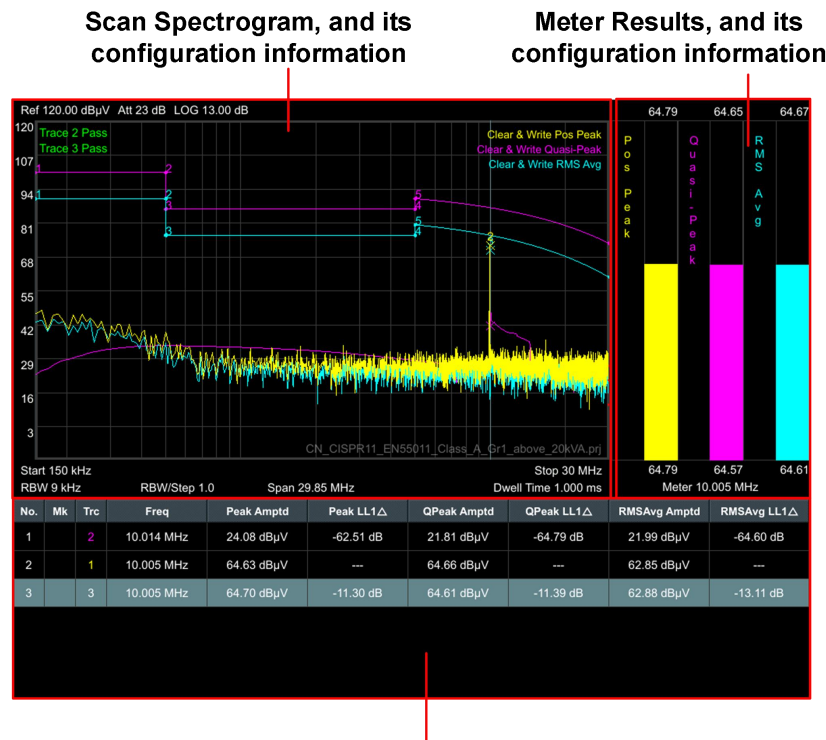 Scan Spectrogram, and its
configuration information
Meter Results, and its
configuration information
Ref 120.00 dBµV Att 23 dB LOG 13.00 dB
120
107
94
81
68
55
42
29
16
3
Trace 2 Pass
Trace 3 Pass
Clear & Write Pos Peak
Clear & Write Quasi-Peak
Clear & Write RMS Avg
1 2
1 2
3 5
4
3 5
4
2
CN_CISPR11_EN55011_Class_A_Gr1_above_20kVA.prj
Start 150 kHz Stop 30 MHz
RBW 9 kHz RBW/Step 1.0 Span 29.85 MHz Dwell Time 1.000 ms
64.79 64.65 64.67
Pos Peak
Quasi-Peak
RMS Avg
64.79 64.57 64.61
Meter 10.005 MHz
No. Mk Trc Freq Peak Amptd Peak LL1△ QPeak Amptd QPeak LL1△ RMSAvg Amptd RMSAvg LL1△
1 2 10.014 MHz 24.08 dBµV -62.51 dB 21.81 dBµV -64.79 dB 21.99 dBµV -64.60 dB
2 1 10.005 MHz 64.63 dBµV --- 64.66 dBµV --- 62.85 dBµV ---
3 3 10.005 MHz 64.70 dBµV -11.30 dB 64.61 dBµV -11.39 dB 62.88 dBµV -13.11 dB